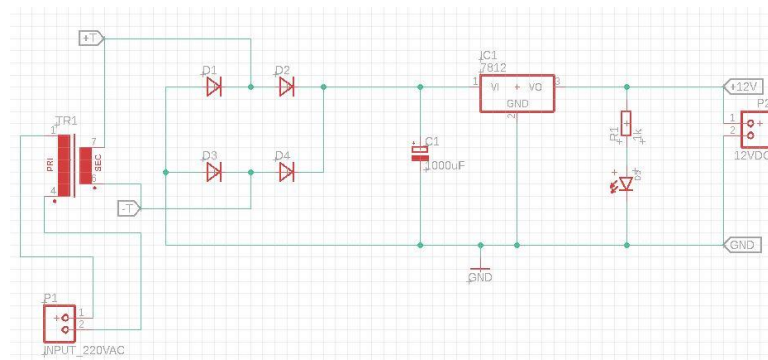 +T
D1
D2
IC1
7812
+12V
1
VI
+
VO
3
GND
2
P2
1
+
2
12VDC
TR1
1
7
PRI
SEC
4
D3
D4
C1
1000uF
R1
1k
-T
GND
GND
P1
+
1
2
INPUT_220VAC